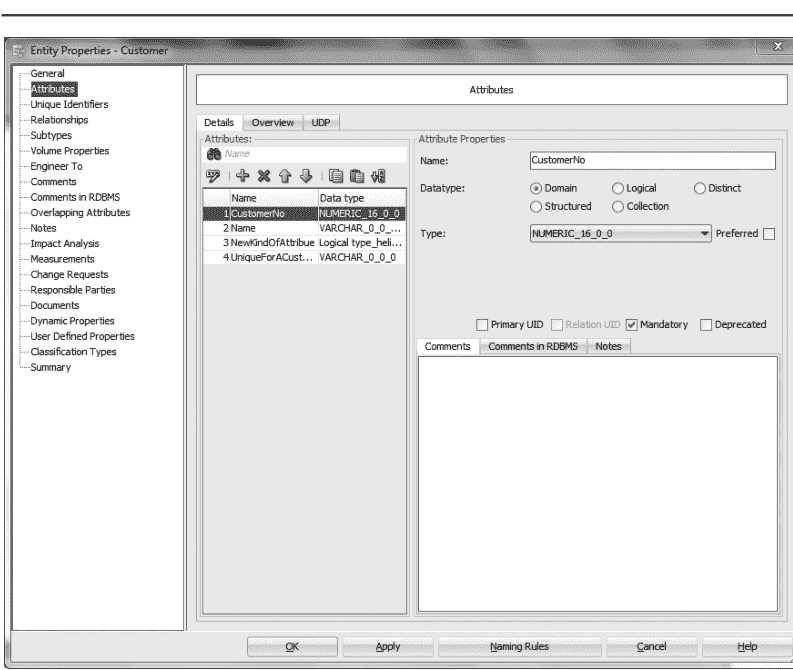 Entity Properties - Customer
General
Attributes
Unique Identifiers
Relationships
Subtypes
Volume Properties
Engineer To
Comments
Comments in RDBMS
Overlapping Attributes
Notes
Impact Analysis
Measurements
Change Requests
Responsible Parties
Documents
Dynamic Properties
User Defined Properties
Classification Types
Summary
Attributes
Details Overview UDP
Attributes:
Name
Name Data type
1 CustomerNo NUMERIC_16_0_0
2 Name VARCHAR_0_0_...
3 NewKindOfAttribue Logical type_heli...
4 UniqueForACust... VARCHAR_0_0_0
Attribute Properties
Name: CustomerNo
Datatype: Domain Logical Distinct
Structured Collection
Type: NUMERIC_16_0_0 Preferred
Primary UID Relation UID Mandatory Deprecated
Comments Comments in RDBMS Notes
OK Apply Naming Rules Cancel Help